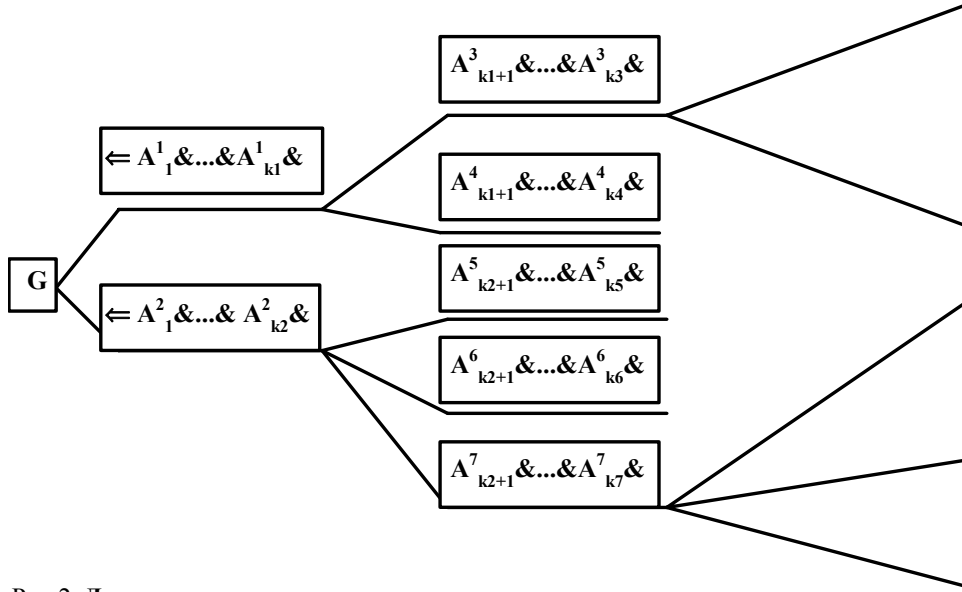 A³ₖ₁₊₁&...&A³ₖ₃&
⇐ A¹₁&...&A¹ₖ₁&
A⁴ₖ₁₊₁&...&A⁴ₖ₄&
A⁵ₖ₂₊₁&...&A⁵ₖ₅&
G
⇐ A²₁&...& A²ₖ₂&
A⁶ₖ₂₊₁&...&A⁶ₖ₆&
A⁷ₖ₂₊₁&...&A⁷ₖ₇&